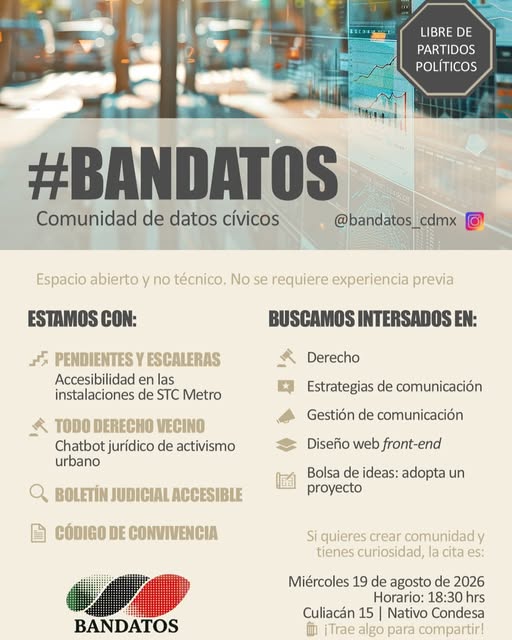 LIBRE DE
PARTIDOS
POLÍTICOS
#BANDATOS
Comunidad de datos cívicos
@bandatos_cdmx
Espacio abierto y no técnico. No se requiere experiencia previa
ESTAMOS CON:
PENDIENTES Y ESCALERAS
Accesibilidad en las
instalaciones de STC Metro
TODO DERECHO VECINO
Chatbot jurídico de activismo
urbano
BOLETÍN JUDICIAL ACCESIBLE
CÓDIGO DE CONVIVENCIA
BUSCAMOS INTERSADOS EN:
Derecho
Estrategias de comunicación
Gestión de comunicación
Diseño web front-end
Bolsa de ideas: adopta un
proyecto
Si quieres crear comunidad y
tienes curiosidad, la cita es:
Miércoles 19 de agosto de 2026
Horario: 18:30 hrs
Culiacán 15 | Nativo Condesa
¡Trae algo para compartir!
BANDATOS